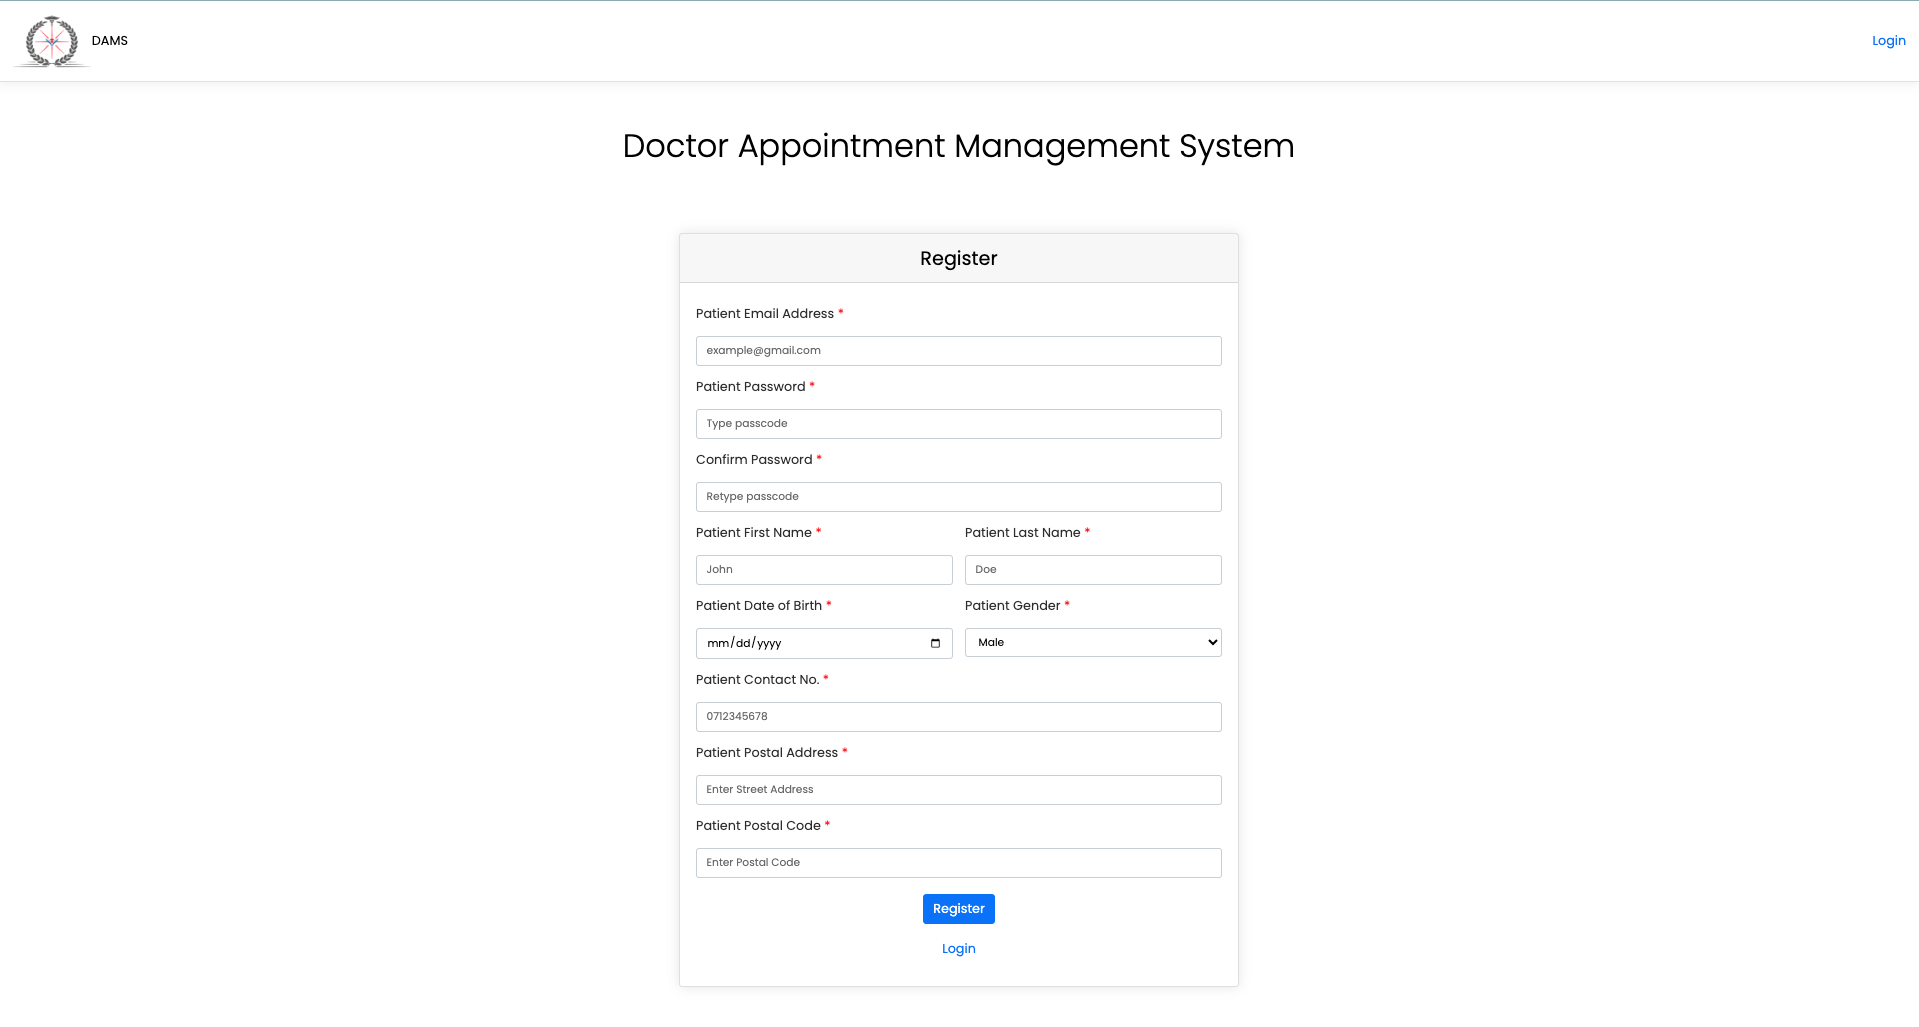 DAMS
Login
Doctor Appointment Management System
Register
Patient Email Address *
example@gmail.com
Patient Password *
Type passcode
Confirm Password *
Retype passcode
Patient First Name * Patient Last Name *
John Doe
Patient Date of Birth * Patient Gender *
mm/dd/yyyy Male
Patient Contact No. *
0712345678
Patient Postal Address *
Enter Street Address
Patient Postal Code *
Enter Postal Code
Register
Login